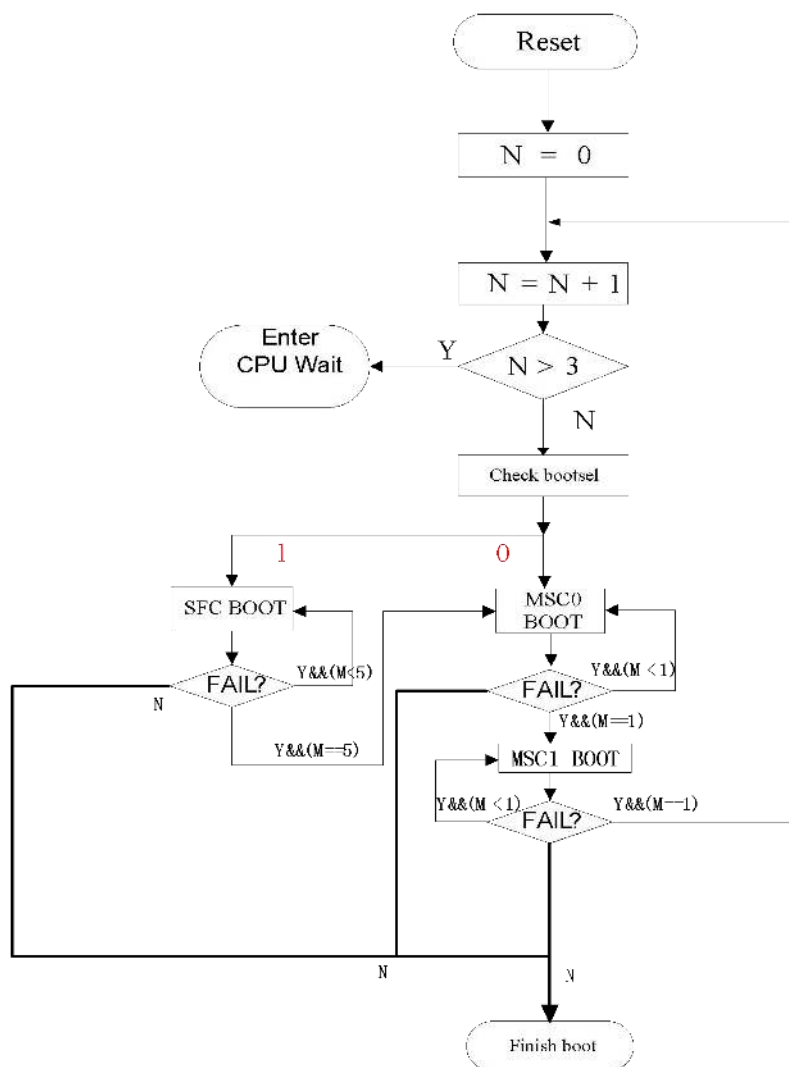 Reset
N = 0
N = N + 1
Enter
CPU Wait
Y
N > 3
N
Check bootsel
1
0
SFC BOOT
MSC0
BOOT
FAIL?
Y&&(M<5)
N
FAIL?
Y&&(M <1)
Y&&(M==1)
Y&&(M==5)
MSC1 BOOT
Y&&(M <1)
FAIL?
Y&&(M==1)
N
N
Finish boot